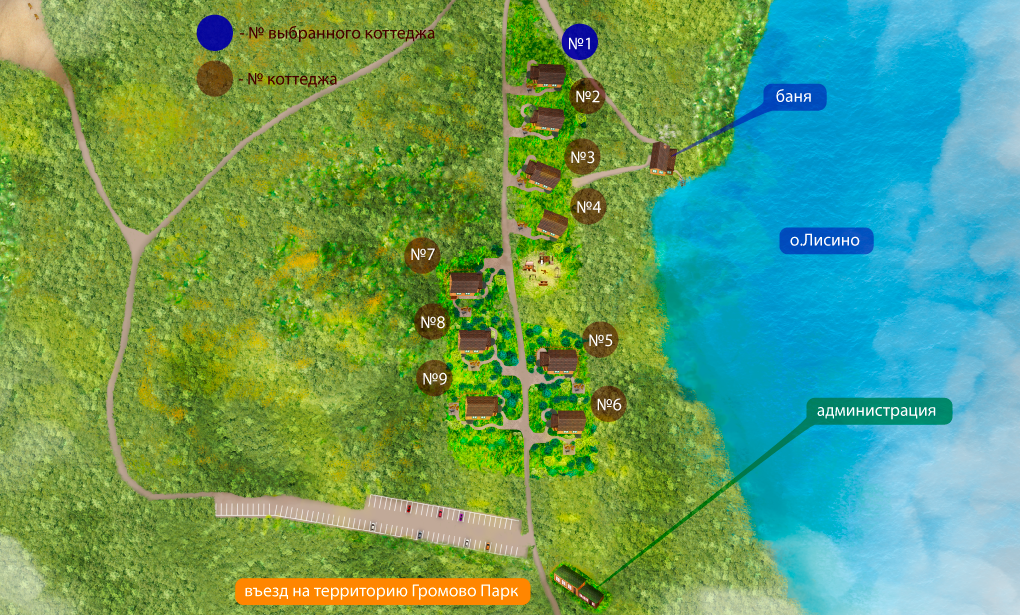 - № выбранного коттеджа
№1
- № коттеджа
№2
баня
№3
№4
о.Лисино
№7
№8
№5
№9
№6
администрация
въезд на территорию Громово Парк